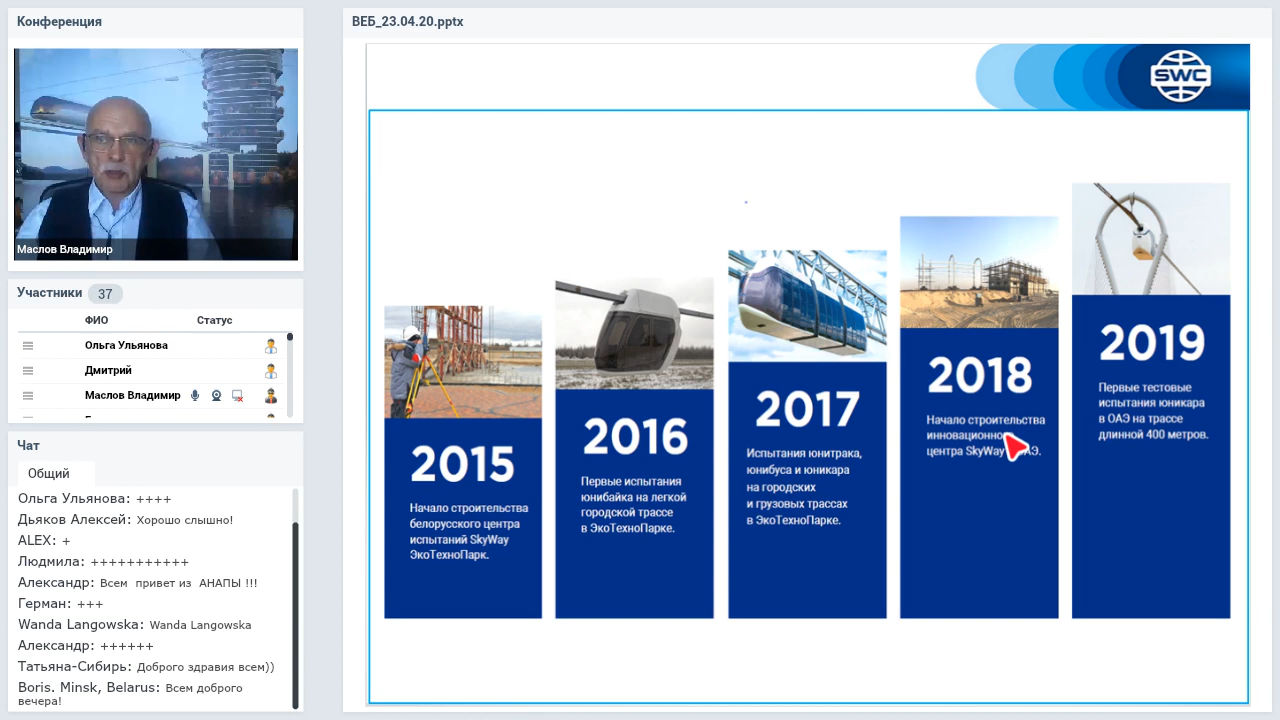 Конференция
Маслов Владимир
Участники 37
ФИО Статус
Ольга Ульянова
Дмитрий
Маслов Владимир
Чат
Общий
Ольга Ульянова: ++++
Дьяков Алексей: Хорошо слышно!
ALEX: +
Людмила: +++++++++++
Александр: Всем привет из АНАПЫ !!!
Герман: +++
Wanda Langowska: Wanda Langowska
Александр: ++++++
Татьяна-Сибирь: Доброго здравия всем))
Boris. Minsk, Belarus: Всем доброго
вечера!
ВЕБ_23.04.20.pptx
SWC
2015
Начало строительства
белорусского центра
испытаний SkyWay
ЭкоТехноПарк.
2016
Первые испытания
юнибайка на легкой
городской трассе
в ЭкоТехноПарке.
2017
Испытания юнитрака,
юнибуса и юникара
на городских
и грузовых трассах
в ЭкоТехноПарке.
2018
Начало строительства
инновационно
центра SkyWay АЭ.
2019
Первые тестовые
испытания юникара
в ОАЭ на трассе
длинной 400 метров.